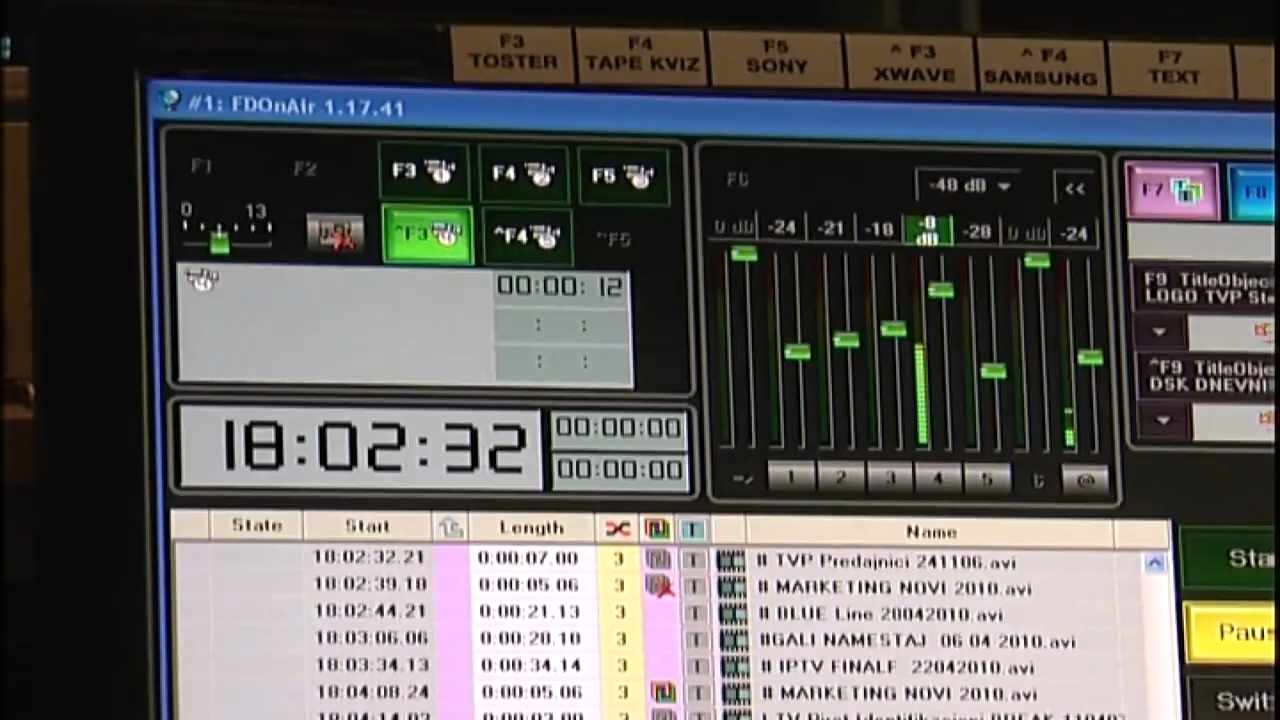 F3 F4 F5 ^ F3 ^ F4 F7
TOSTER TAPE KVIZ SONY XWAVE SAMSUNG TEXT
#1: FDOnAir 1.17.41
F1 F2 F3 F4 F5
0 13 ^F3 ^F4 ^F5
00:00: 12
: :
: :
18:02:32 00:00:00
00:00:00
-40 dB <<
0 dB -24 -21 -18 -8 dB -28 0 dB -24
1 2 3 4 5 @
F7 F8
F9 TitleObjec
LOGO TVP Sta
^F9 TitleObje
DSK DNEVNI
State Start Length T Name
18:02:32.21 0:00:07.00 3 T # TVP Predajnici 241106.avi
18:02:39.18 0:00:05.06 3 T # MARKETING NOVI 2010.avi
18:02:44.21 0:00:21.13 3 T # BLUE Line 20042010.avi
18:03:06.06 0:00:28.10 3 T #GALI NAMESTAJ 06 04 2010.avi
18:03:34.13 0:00:34.14 3 T # IPTV FINALE 22042010.avi
18:04:08.24 0:00:05.06 3 T # MARKETING NOVI 2010.avi
Sta
Paus
Swit